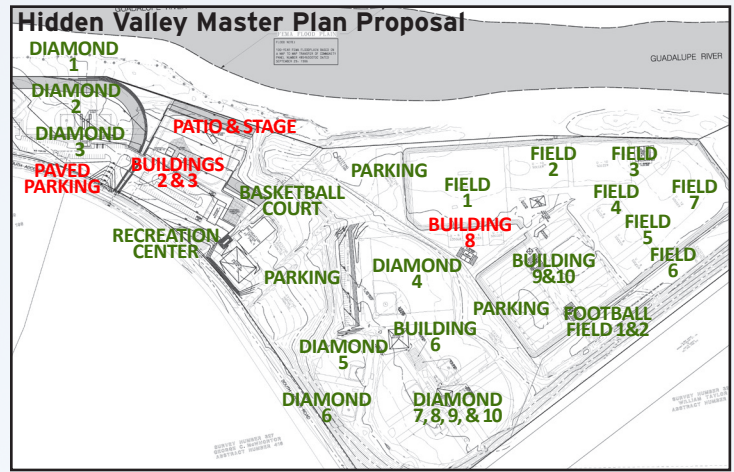 Hidden Valley Master Plan Proposal
GUADALUPE RIVER
GUADALUPE RIVER
DIAMOND
1
DIAMOND
2
DIAMOND
3
PAVED
PARKING
PATIO & STAGE
BUILDINGS
2 & 3
BASKETBALL
COURT
RECREATION
CENTER
PARKING
PARKING
FIELD
1
FIELD
2
FIELD
3
FIELD
4
FIELD
5
FIELD
6
FIELD
7
BUILDING
8
BUILDING
9&10
DIAMOND
4
PARKING
FOOTBALL
FIELD 1&2
BUILDING
6
DIAMOND
5
DIAMOND
6
DIAMOND
7, 8, 9, & 10